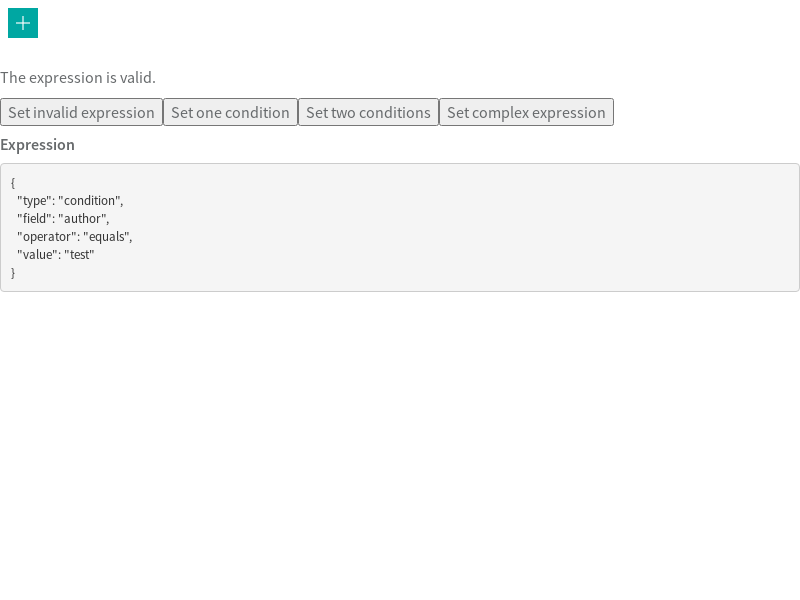 The expression is valid.
Set invalid expression Set one condition Set two conditions Set complex expression
Expression
{
  "type": "condition",
  "field": "author",
  "operator": "equals",
  "value": "test"
}